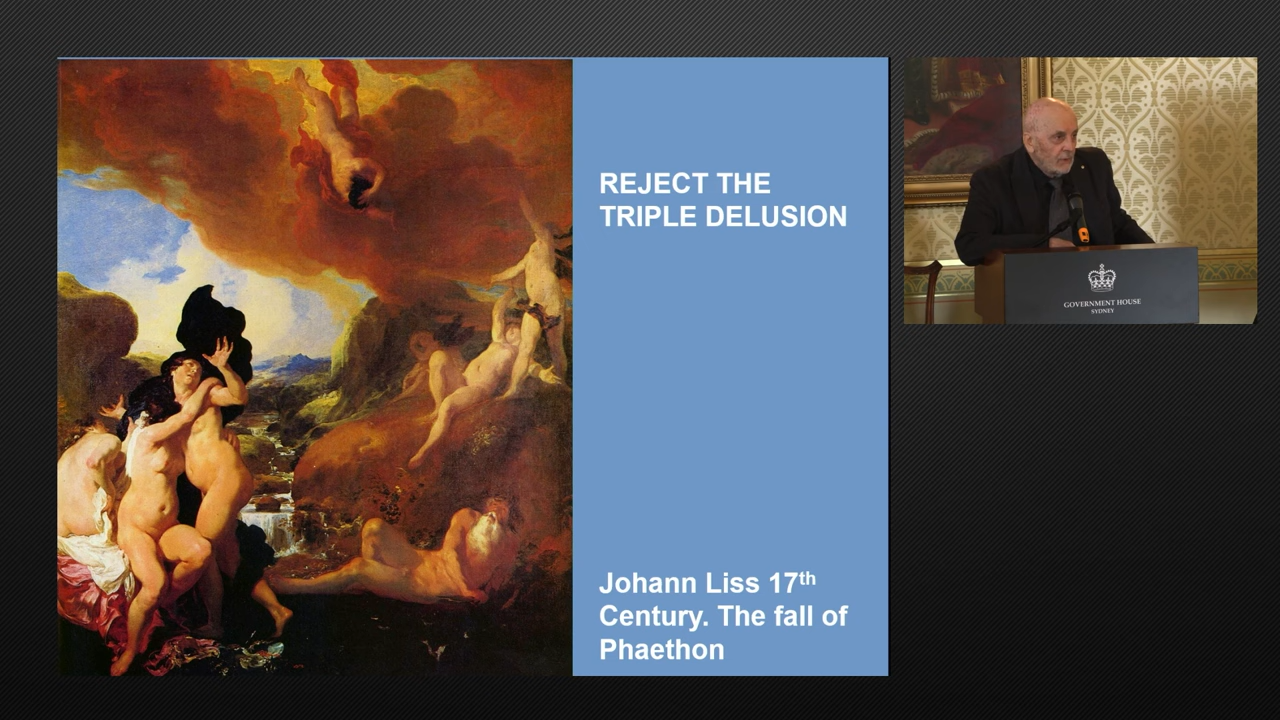 REJECT THE
TRIPLE DELUSION
Johann Liss 17th
Century. The fall of
Phaethon
GOVERNMENT HOUSE
SYDNEY